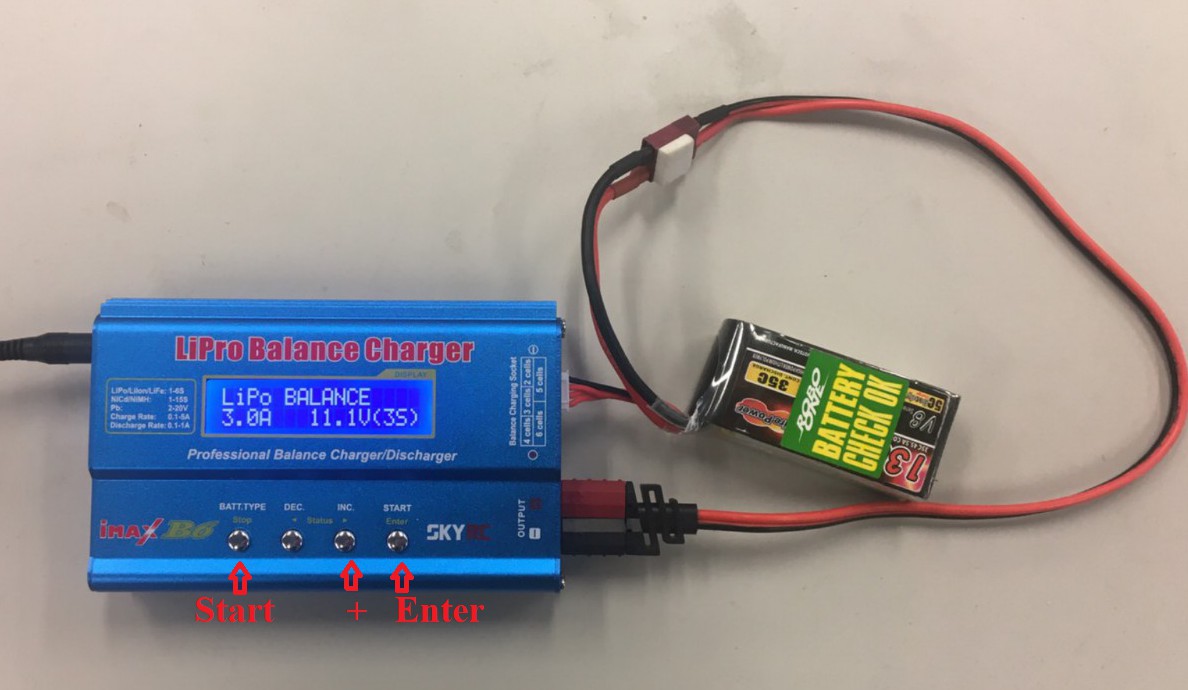 LiPro Balance Charger
DISPLAY
LiPo/LiIon/LiFe: 1-6S
NiCd/NiMH: 1-15S
Pb: 2-20V
Charge Rate: 0.1-5A
Discharge Rate: 0.1-1A
LiPo BALANCE
3.0A 11.1V(3S)
Professional Balance Charger/Discharger
Balance Charging Socket
2 cells
3 cells
4 cells
5 cells
6 cells
BATT.TYPE DEC. INC. START
Stop ◄ Status ► Enter
iMAX B6
SKYRC
OUTPUT
Start + Enter
35C
Power
BATTERY
CHECK OK
13